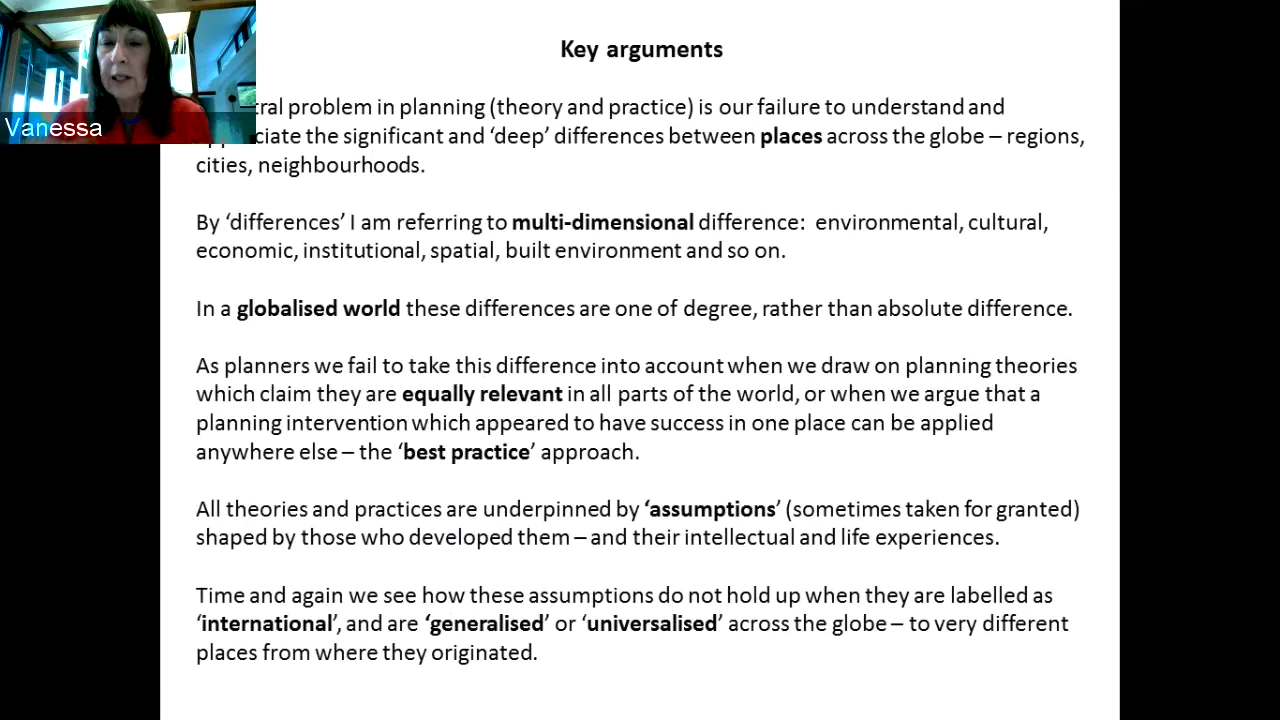 Key arguments
Vanessa
tral problem in planning (theory and practice) is our failure to understand and
ciate the significant and ‘deep’ differences between places across the globe – regions,
cities, neighbourhoods.
By ‘differences’ I am referring to multi-dimensional difference: environmental, cultural,
economic, institutional, spatial, built environment and so on.
In a globalised world these differences are one of degree, rather than absolute difference.
As planners we fail to take this difference into account when we draw on planning theories
which claim they are equally relevant in all parts of the world, or when we argue that a
planning intervention which appeared to have success in one place can be applied
anywhere else – the ‘best practice’ approach.
All theories and practices are underpinned by ‘assumptions’ (sometimes taken for granted)
shaped by those who developed them – and their intellectual and life experiences.
Time and again we see how these assumptions do not hold up when they are labelled as
‘international’, and are ‘generalised’ or ‘universalised’ across the globe – to very different
places from where they originated.